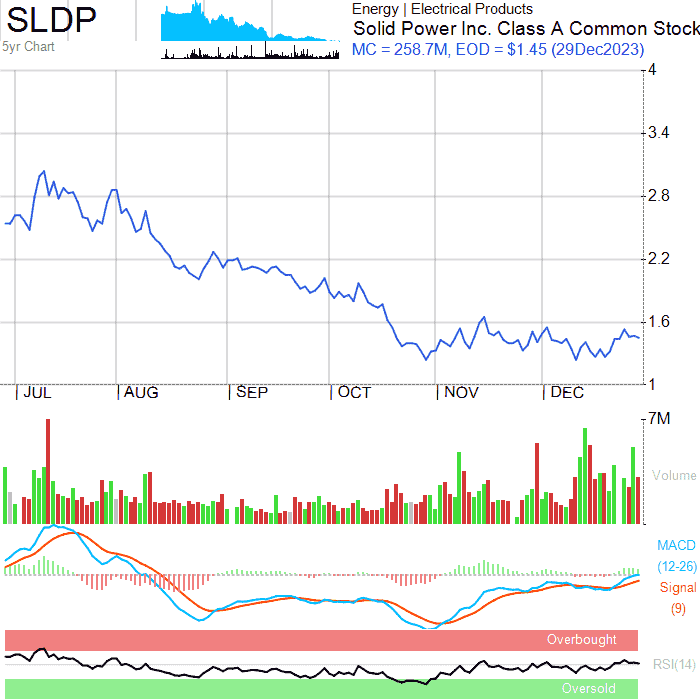 SLDP
5yr Chart
Energy | Electrical Products
Solid Power Inc. Class A Common Stock
MC = 258.7M, EOD = $1.45 (29Dec2023)
4
3.4
2.8
2.2
1.6
1
JUL AUG SEP OCT NOV DEC
7M
Volume
MACD
(12-26)
Signal
(9)
Overbought
RSI(14)
Oversold